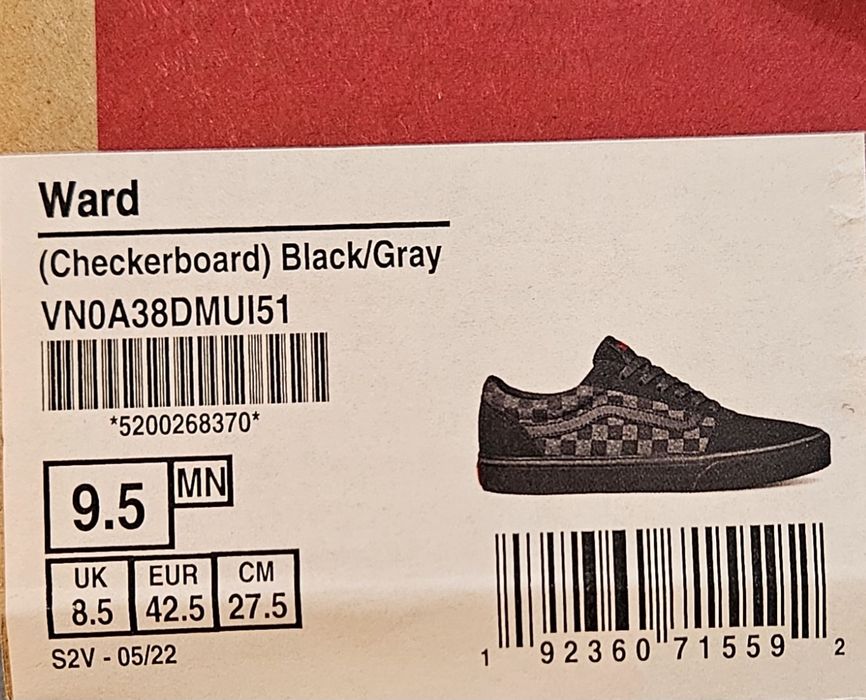 Ward
(Checkerboard) Black/Gray
VN0A38DMUI51
*5200268370*
9.5 MN
UK EUR CM
8.5 42.5 27.5
S2V - 05/22
1 92360 71559 2